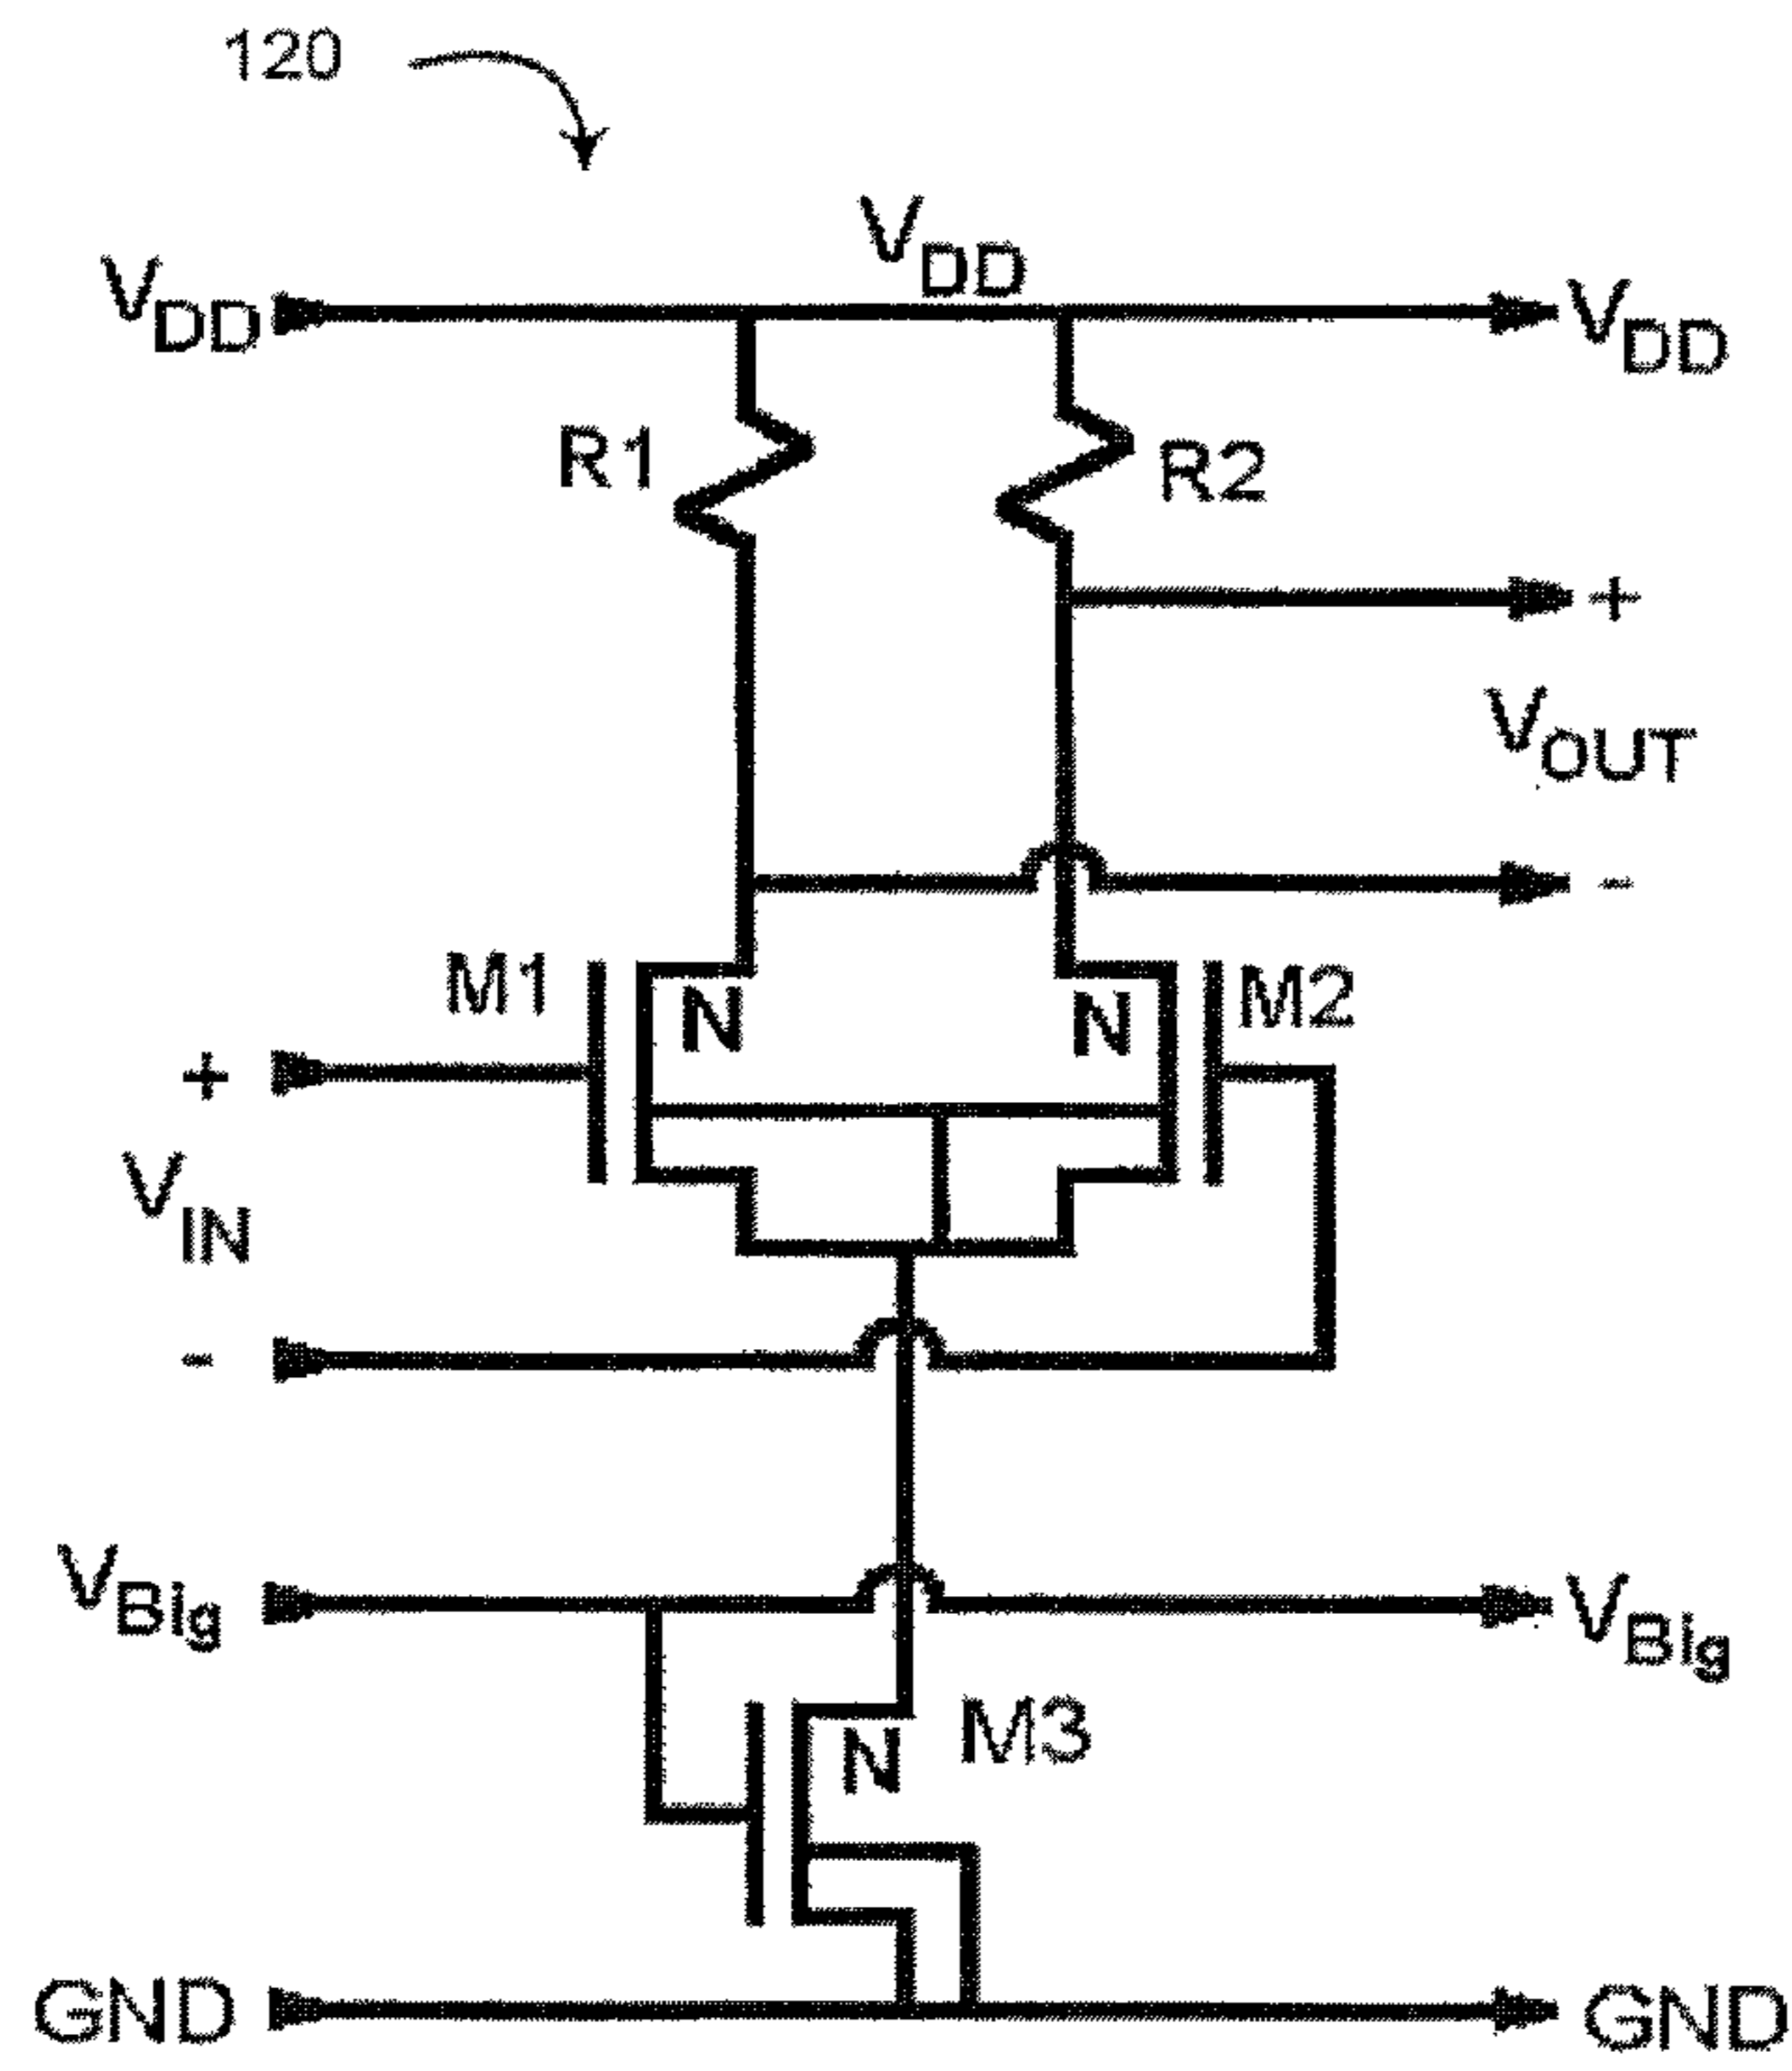 120
VDD
VDD
VDD
R1
R2
+
VOUT
-
M1
N
N
M2
+
VIN
-
VBig
VBig
N
M3
GND
GND